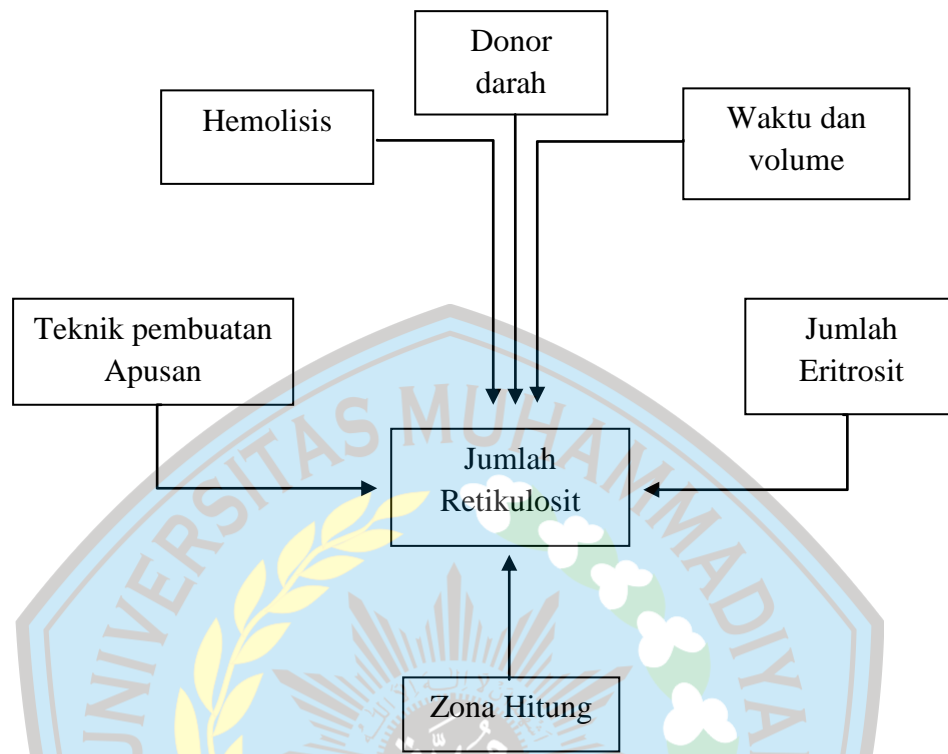 Donor
darah
Hemolisis
Waktu dan
volume
Teknik pembuatan
Apusan
Jumlah
Eritrosit
Jumlah
Retikulosit
Zona Hitung
UNIVERSITAS MUHAMMADIYA